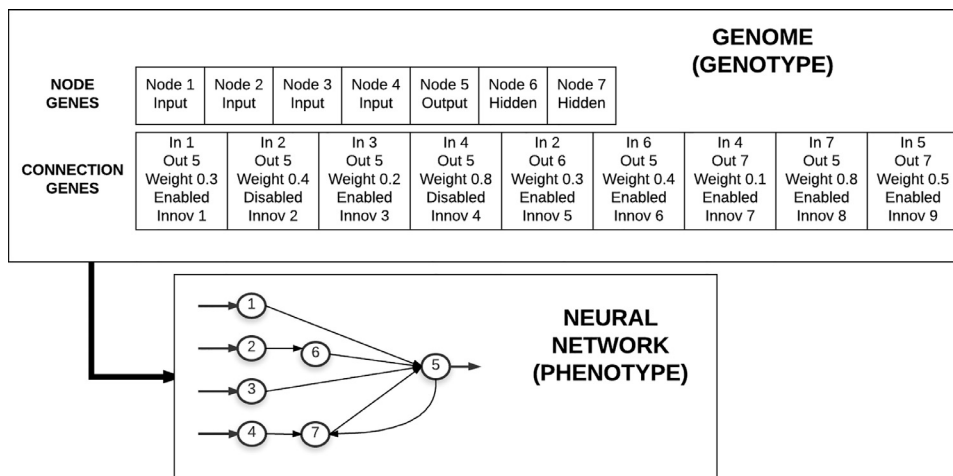 GENOME
(GENOTYPE)
NODE
GENES
Node 1
Input
Node 2
Input
Node 3
Input
Node 4
Input
Node 5
Output
Node 6
Hidden
Node 7
Hidden
CONNECTION
GENES
In 1
Out 5
Weight 0.3
Enabled
Innov 1
In 2
Out 5
Weight 0.4
Disabled
Innov 2
In 3
Out 5
Weight 0.2
Enabled
Innov 3
In 4
Out 5
Weight 0.8
Disabled
Innov 4
In 2
Out 6
Weight 0.3
Enabled
Innov 5
In 6
Out 5
Weight 0.4
Enabled
Innov 6
In 4
Out 7
Weight 0.1
Enabled
Innov 7
In 7
Out 5
Weight 0.8
Enabled
Innov 8
In 5
Out 7
Weight 0.5
Enabled
Innov 9
NEURAL
NETWORK
(PHENOTYPE)
1
2
6
5
3
4
7